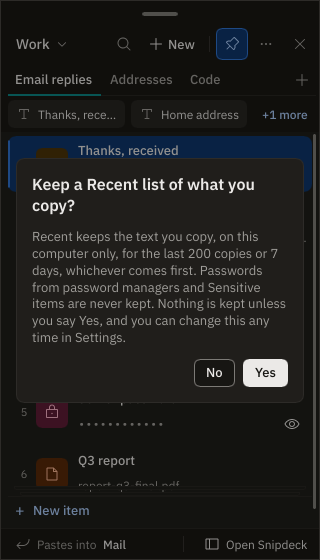 Work
New
Email replies
Addresses
Code
Thanks, rece...
Home address
+1 more
Thanks, received
Keep a Recent list of what you
copy?
Recent keeps the text you copy, on this
computer only, for the last 200 copies or 7
days, whichever comes first. Passwords
from password managers and Sensitive
items are never kept. Nothing is kept unless
you say Yes, and you can change this any
time in Settings.
No
Yes
5
••••••••••••
6
Q3 report
report-q3-final.pdf
+ New item
Pastes into Mail
Open Snipdeck